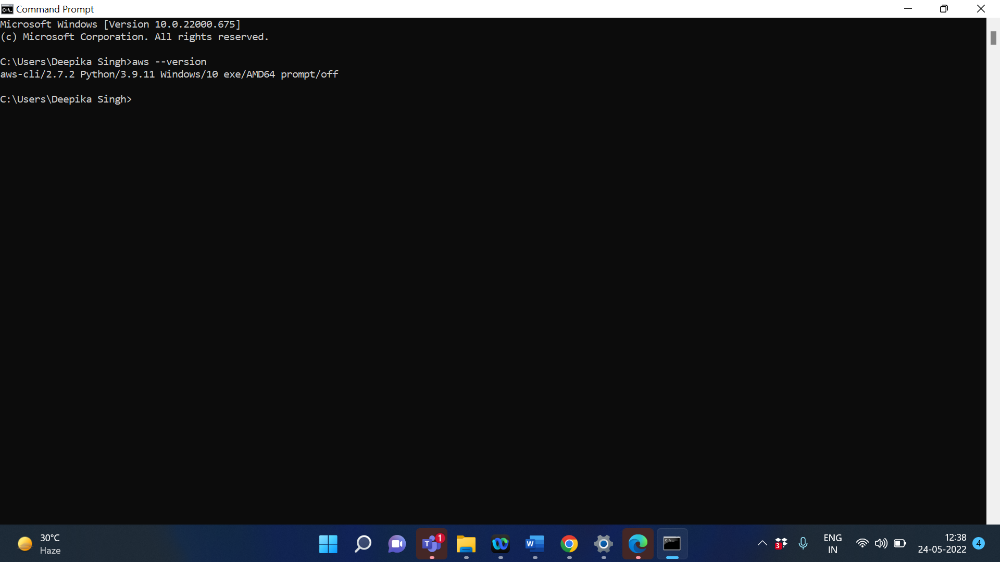 Command Prompt
Microsoft Windows [Version 10.0.22000.675]
(c) Microsoft Corporation. All rights reserved.
C:\Users\Deepika Singh>aws --version
aws-cli/2.7.2 Python/3.9.11 Windows/10 exe/AMD64 prompt/off
C:\Users\Deepika Singh>
30°C
Haze
1
3
ENG
IN
12:38
24-05-2022
4